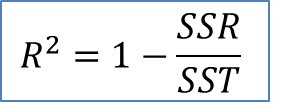 R² = 1 − SSR/SST